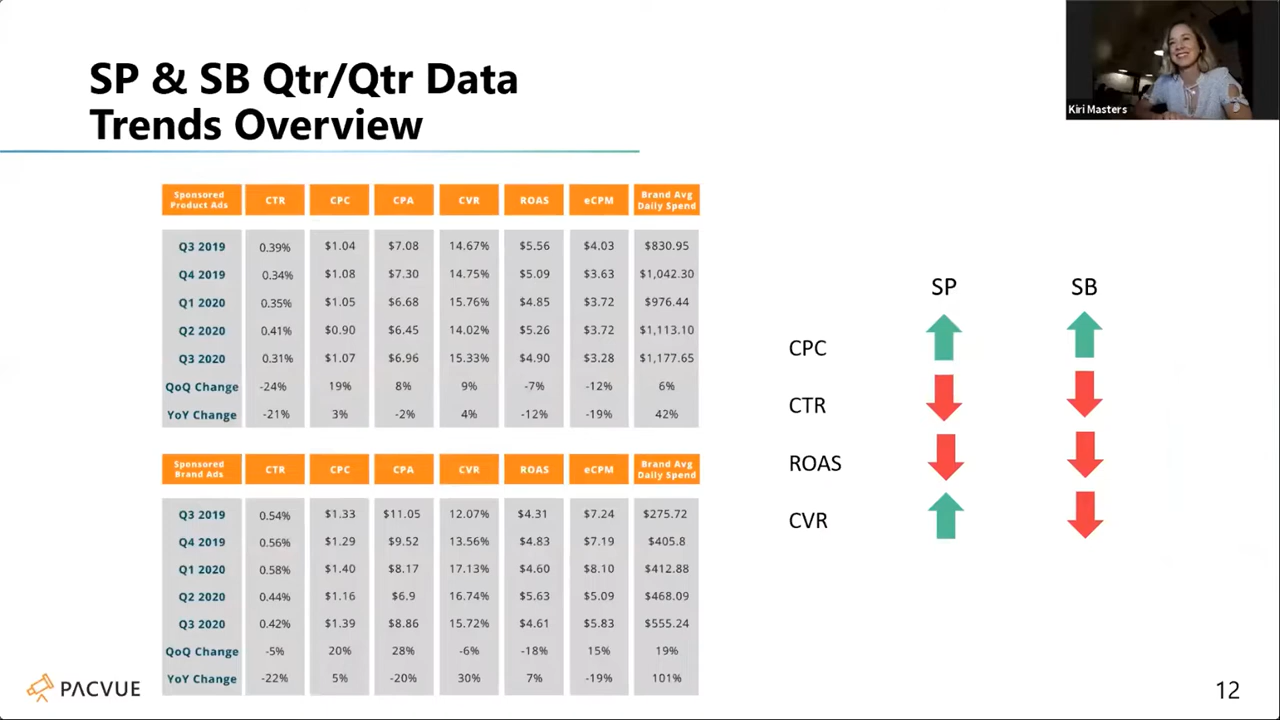 SP & SB Qtr/Qtr Data
Trends Overview
Kiri Masters
Sponsored Product Ads CTR CPC CPA CVR ROAS eCPM Brand Avg Daily Spend
Q3 2019 0.39% $1.04 $7.08 14.67% $5.56 $4.03 $830.95
Q4 2019 0.34% $1.08 $7.30 14.75% $5.09 $3.63 $1,042.30
Q1 2020 0.35% $1.05 $6.68 15.76% $4.85 $3.72 $976.44
Q2 2020 0.41% $0.90 $6.45 14.02% $5.26 $3.72 $1,113.10
Q3 2020 0.31% $1.07 $6.96 15.33% $4.90 $3.28 $1,177.65
QoQ Change -24% 19% 8% 9% -7% -12% 6%
YoY Change -21% 3% -2% 4% -12% -19% 42%
Sponsored Brand Ads CTR CPC CPA CVR ROAS eCPM Brand Avg Daily Spend
Q3 2019 0.54% $1.33 $11.05 12.07% $4.31 $7.24 $275.72
Q4 2019 0.56% $1.29 $9.52 13.56% $4.83 $7.19 $405.8
Q1 2020 0.58% $1.40 $8.17 17.13% $4.60 $8.10 $412.88
Q2 2020 0.44% $1.16 $6.9 16.74% $5.63 $5.09 $468.09
Q3 2020 0.42% $1.39 $8.86 15.72% $4.61 $5.83 $555.24
QoQ Change -5% 20% 28% -6% -18% 15% 19%
YoY Change -22% 5% -20% 30% 7% -19% 101%
SP SB
CPC
CTR
ROAS
CVR
PACVUE
12